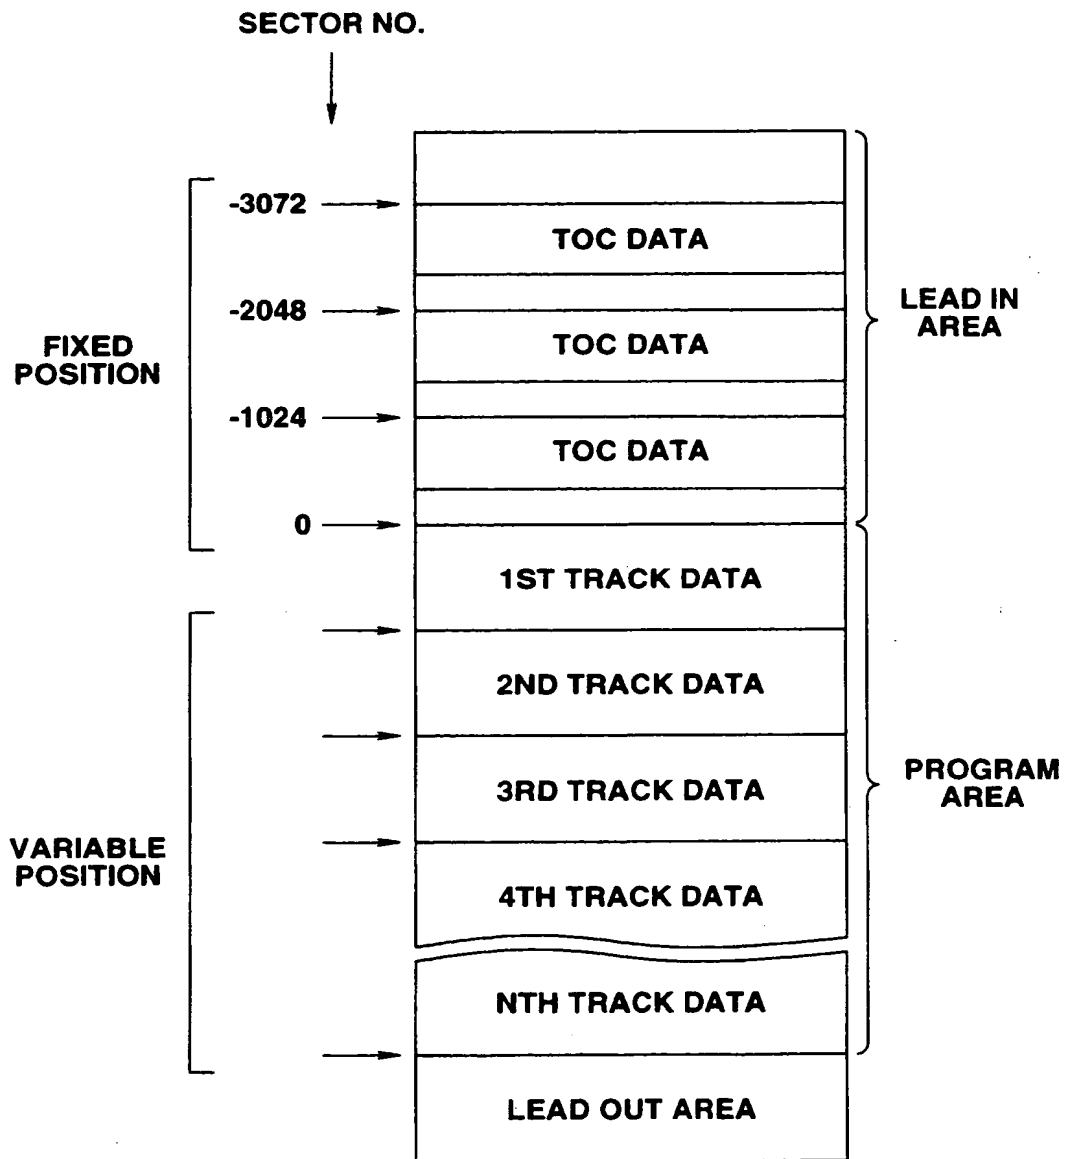 SECTOR NO.
-3072
TOC DATA
-2048
TOC DATA
LEAD IN
AREA
FIXED
POSITION
-1024
TOC DATA
0
1ST TRACK DATA
2ND TRACK DATA
3RD TRACK DATA
PROGRAM
AREA
VARIABLE
POSITION
4TH TRACK DATA
NTH TRACK DATA
LEAD OUT AREA